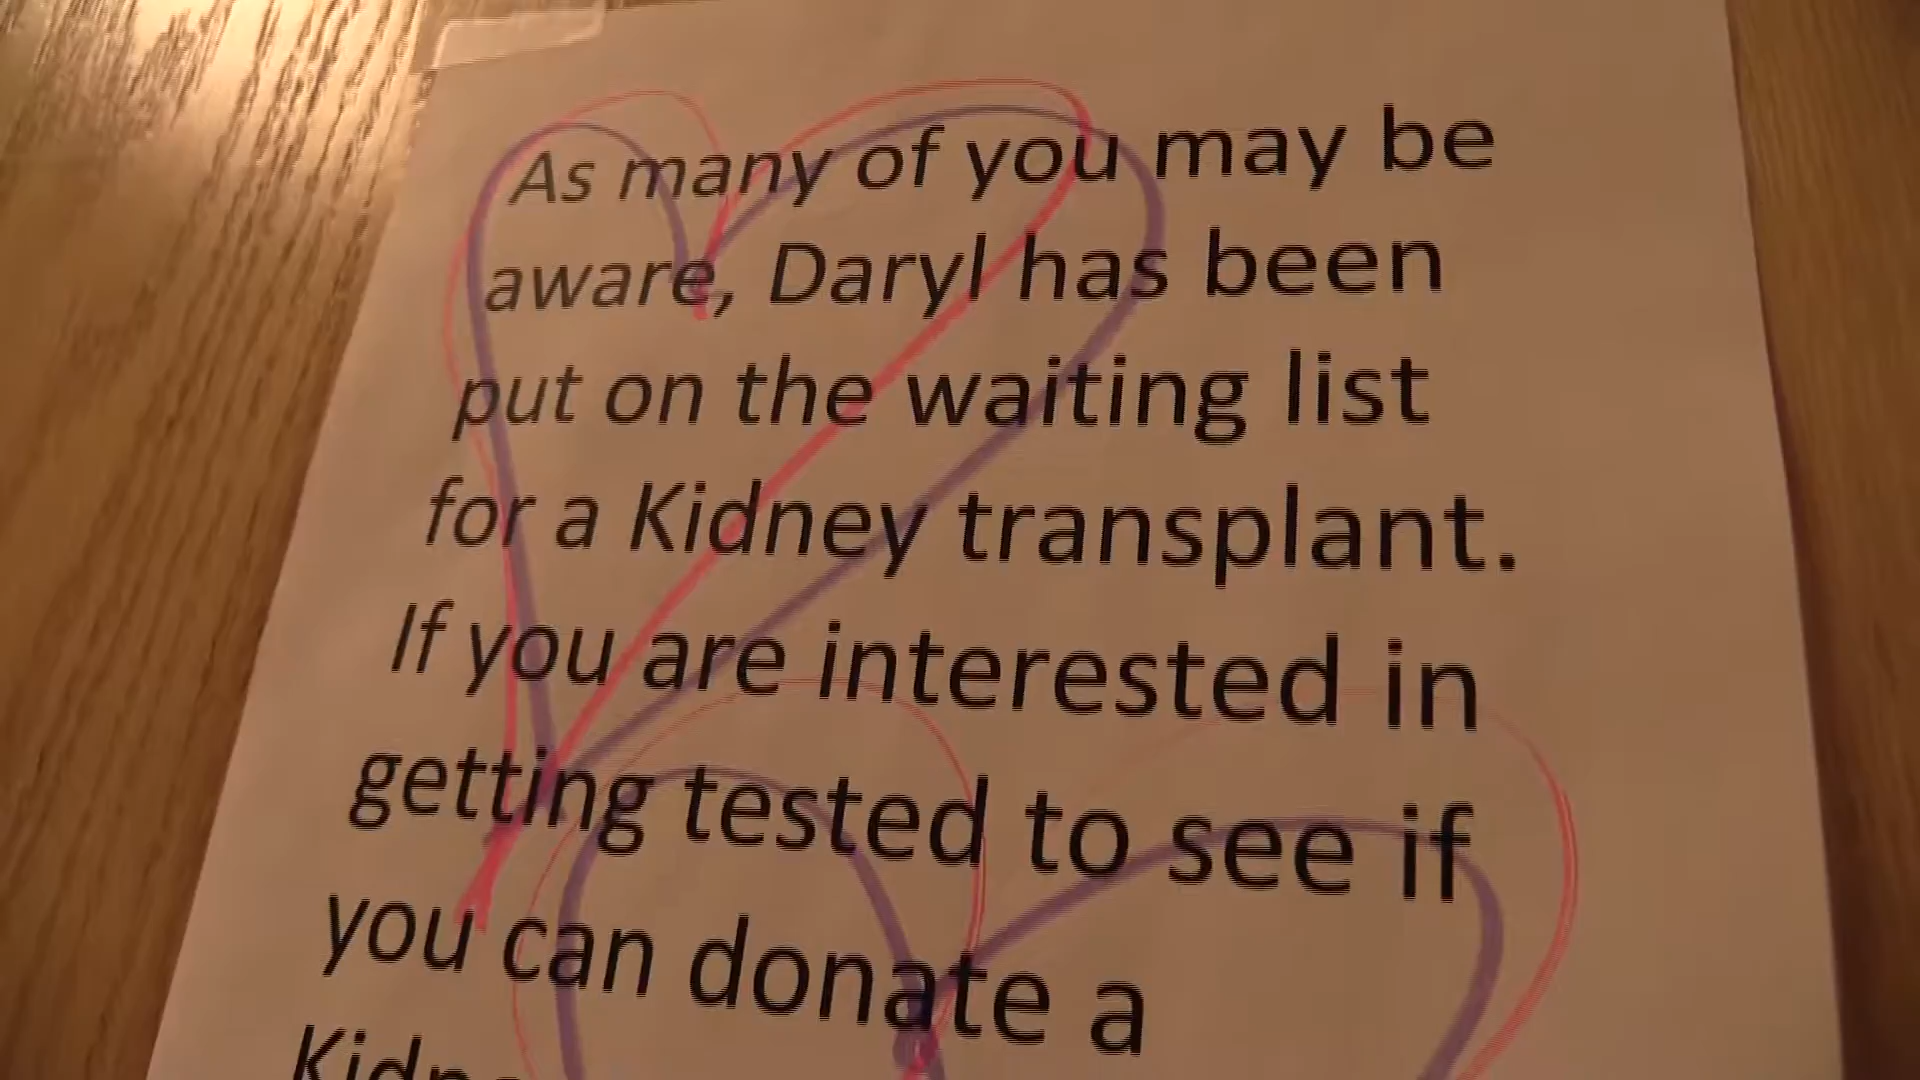 As many of you may be
aware, Daryl has been
put on the waiting list
for a Kidney transplant.
If you are interested in
getting tested to see if
you can donate a